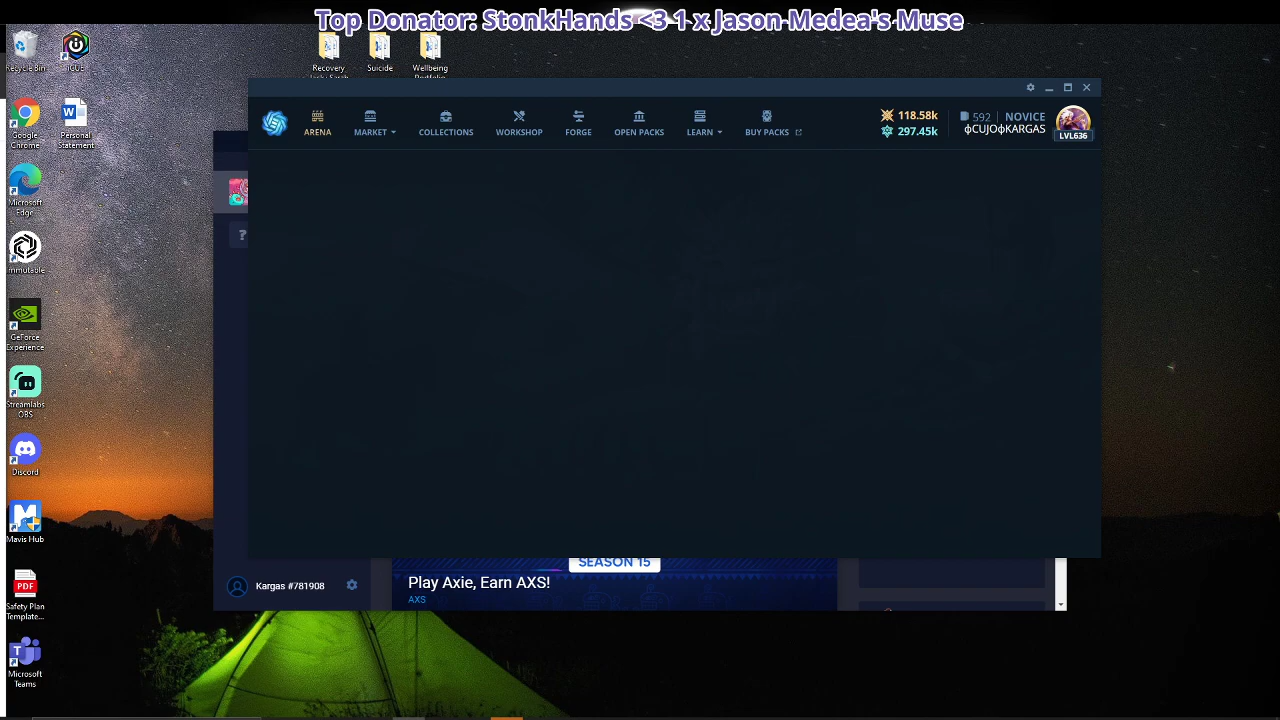 Top Donator: StonkHands <3 1 x Jason Medea's Muse
Recycle Bin
iCUE
Recovery
Suicide
Wellbeing
Google Chrome
Personal Statement
Microsoft Edge
Immutable
GeForce Experience
Streamlabs OBS
Discord
Mavis Hub
PDF
Safety Plan Template...
Microsoft Teams
ARENA
MARKET
COLLECTIONS
WORKSHOP
FORGE
OPEN PACKS
LEARN
BUY PACKS
118.58k
297.45k
592 NOVICE
ϕCUJOϕKARGAS
LVL636
?
SEASON 15
Play Axie, Earn AXS!
AXS
Kargas #781908